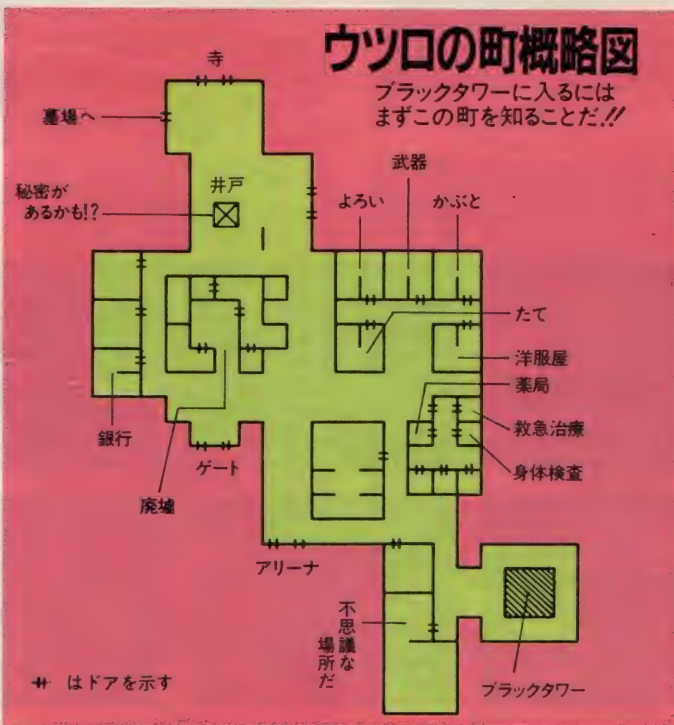 ウツロの町概略図
ブラックタワーに入るには
まずこの町を知ることだ!!
寺
墓場へ
井戸
秘密が
あるかも!?
武器
よろい
かぶと
たて
洋服屋
薬局
救急治療
身体検査
銀行
ゲート
廃墟
アリーナ
不思議な
場所だ
ブラックタワー
はドアを示す